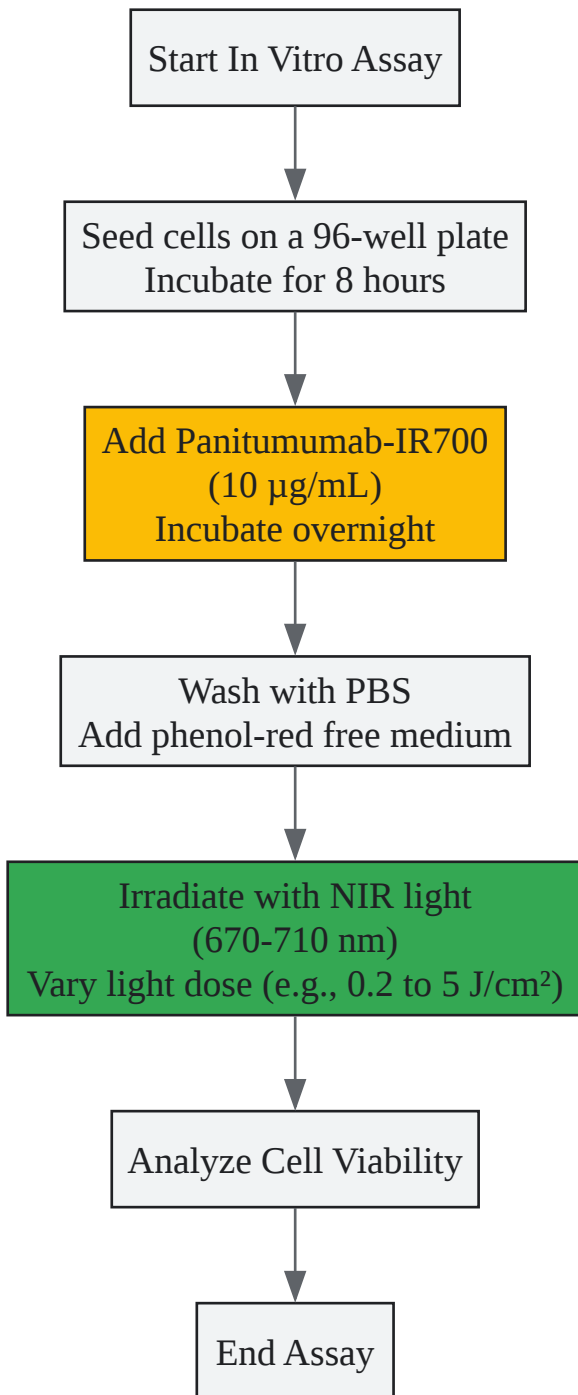 Start In Vitro Assay
Seed cells on a 96-well plate
Incubate for 8 hours
Add Panitumumab-IR700
(10 µg/mL)
Incubate overnight
Wash with PBS
Add phenol-red free medium
Irradiate with NIR light
(670-710 nm)
Vary light dose (e.g., 0.2 to 5 J/cm²)
Analyze Cell Viability
End Assay